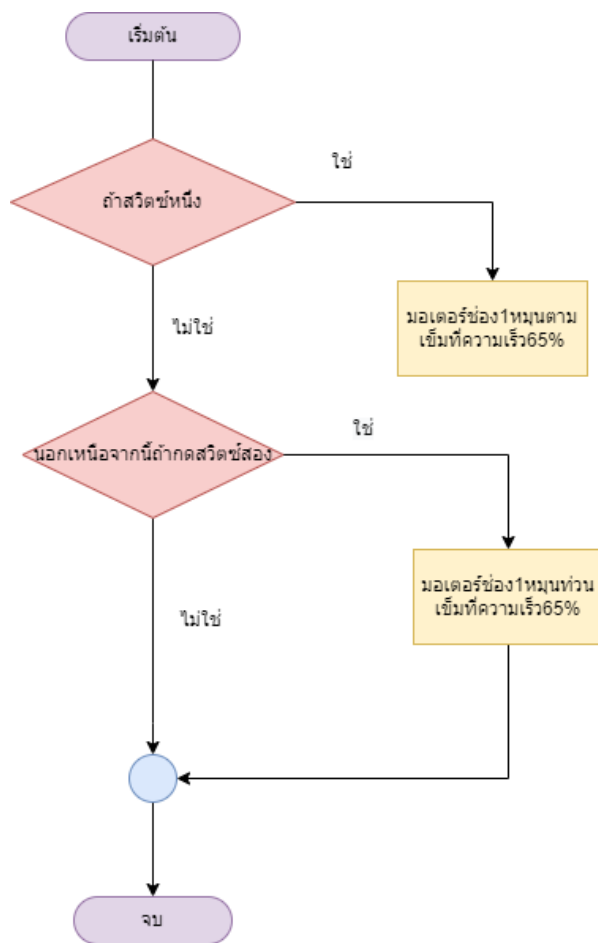 เริ่มต้น
ใช่
ถ้าสวิตช์หนึ่ง
มอเตอร์ช่อง1หมุนตาม
เข็มที่ความเร็ว65%
ไม่ใช่
ใช่
นอกเหนือจากนี้ถ้ากดสวิตช์สอง
มอเตอร์ช่อง1หมุนท่วน
เข็มที่ความเร็ว65%
ไม่ใช่
จบ